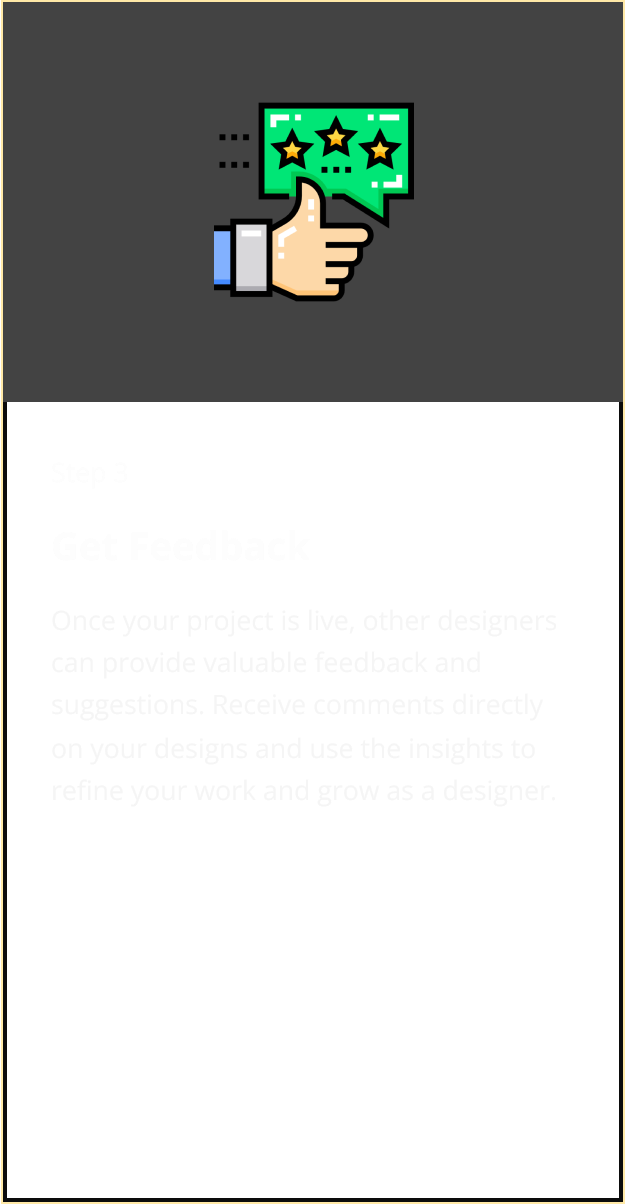 Step 3
Get Feedback
Once your project is live, other designers
can provide valuable feedback and
suggestions. Receive comments directly
on your designs and use the insights to
refine your work and grow as a designer.